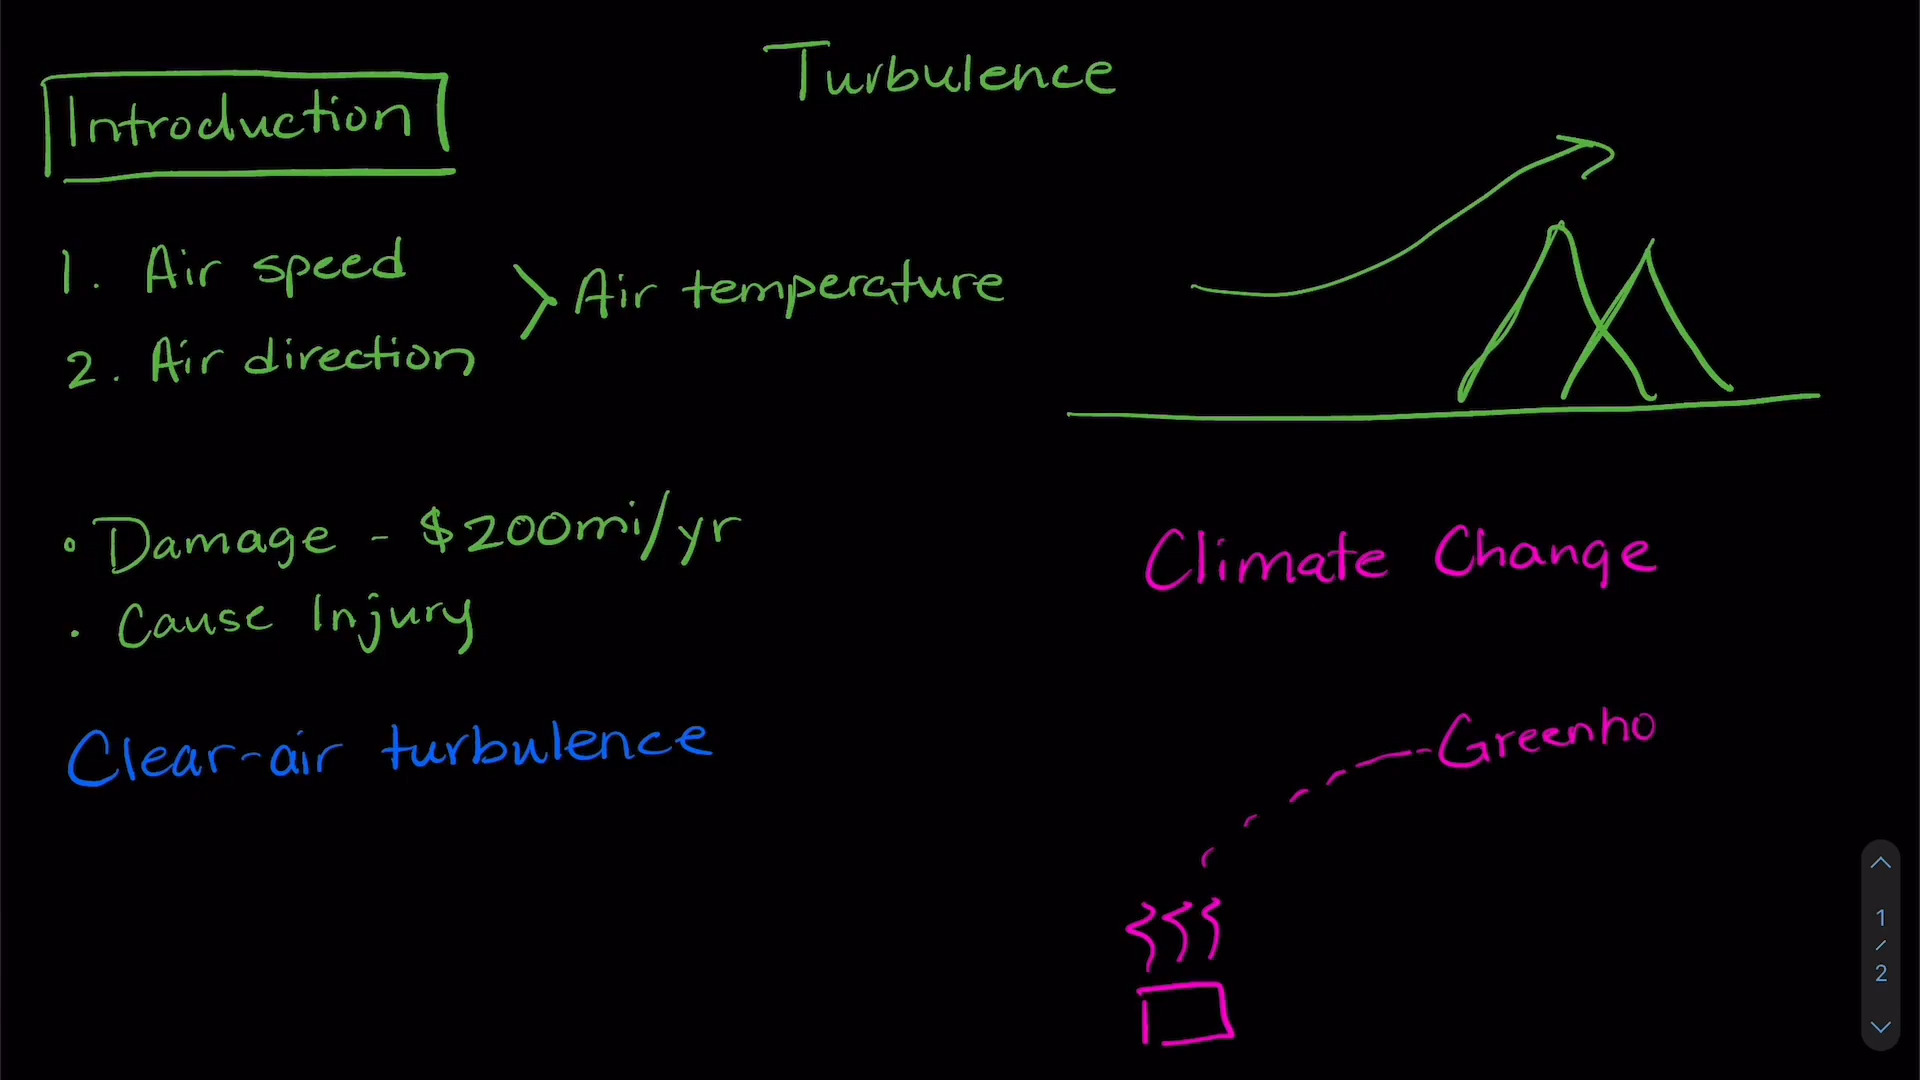 Turbulence
Introduction
1. Air speed
2. Air direction
> Air temperature
• Damage - $200mi/yr
• Cause Injury
Clear-air turbulence
Climate Change
Greenho
1
/
2